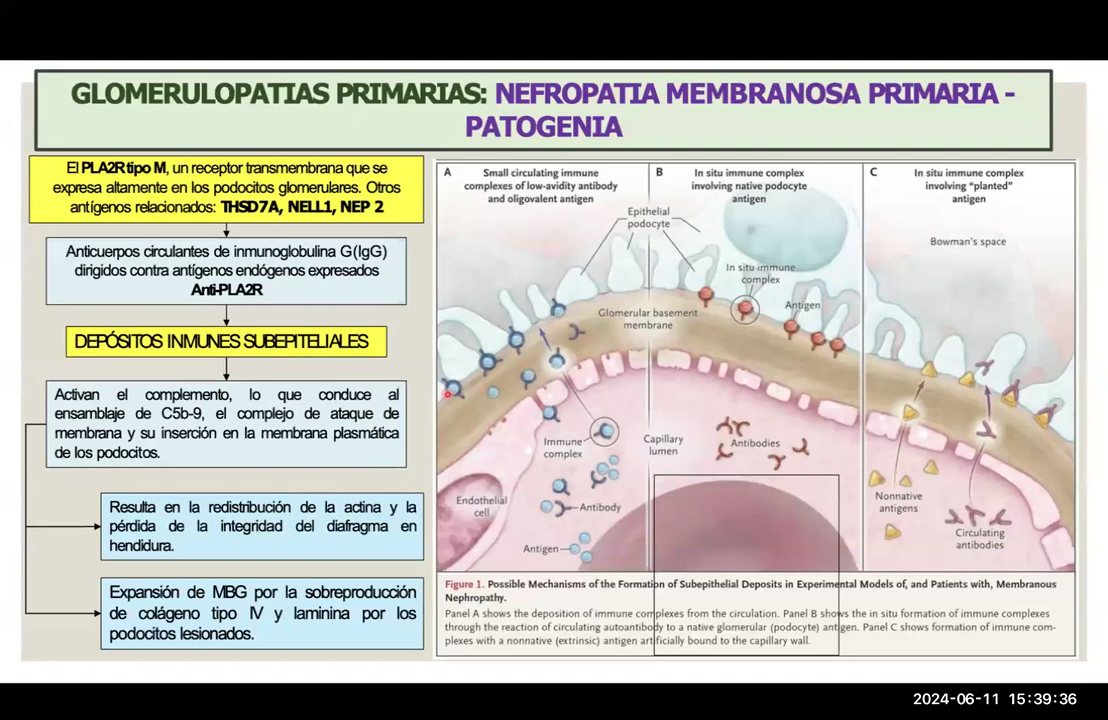 GLOMERULOPATIAS PRIMARIAS: NEFROPATIA MEMBRANOSA PRIMARIA -
PATOGENIA
El PLA2R tipo M, un receptor transmembrana que se
expresa altamente en los podocitos glomerulares. Otros
antígenos relacionados: THSD7A, NELL1, NEP 2
Anticuerpos circulantes de inmunoglobulina G(IgG)
dirigidos contra antígenos endógenos expresados
Anti-PLA2R
DEPÓSITOS INMUNES SUBEPITELIALES
Activan el complemento, lo que conduce al
ensamblaje de C5b-9, el complejo de ataque de
membrana y su inserción en la membrana plasmática
de los podocitos.
Resulta en la redistribución de la actina y la
pérdida de la integridad del diafragma en
hendidura.
Expansión de MBG por la sobreproducción
de colágeno tipo IV y laminina por los
podocitos lesionados.
A
Small circulating immune
complexes of low-avidity antibody
and oligovalent antigen
B
In situ immune complex
involving native podocyte
antigen
C
In situ immune complex
involving “planted”
antigen
Epithelial
podocyte
Bowman's space
In situ immune
complex
Antigen
Glomerular basement
membrane
Immune
complex
Capillary
lumen
Antibodies
Endothelial
cell
Antibody
Antigen
Nonnative
antigens
Circulating
antibodies
Figure 1. Possible Mechanisms of the Formation of Subepithelial Deposits in Experimental Models of, and Patients with, Membranous
Nephropathy.
Panel A shows the deposition of immune complexes from the circulation. Panel B shows the in situ formation of immune complexes
through the reaction of circulating autoantibody to a native glomerular (podocyte) antigen. Panel C shows formation of immune com-
plexes with a nonnative (extrinsic) antigen artificially bound to the capillary wall.
2024-06-11 15:39:36